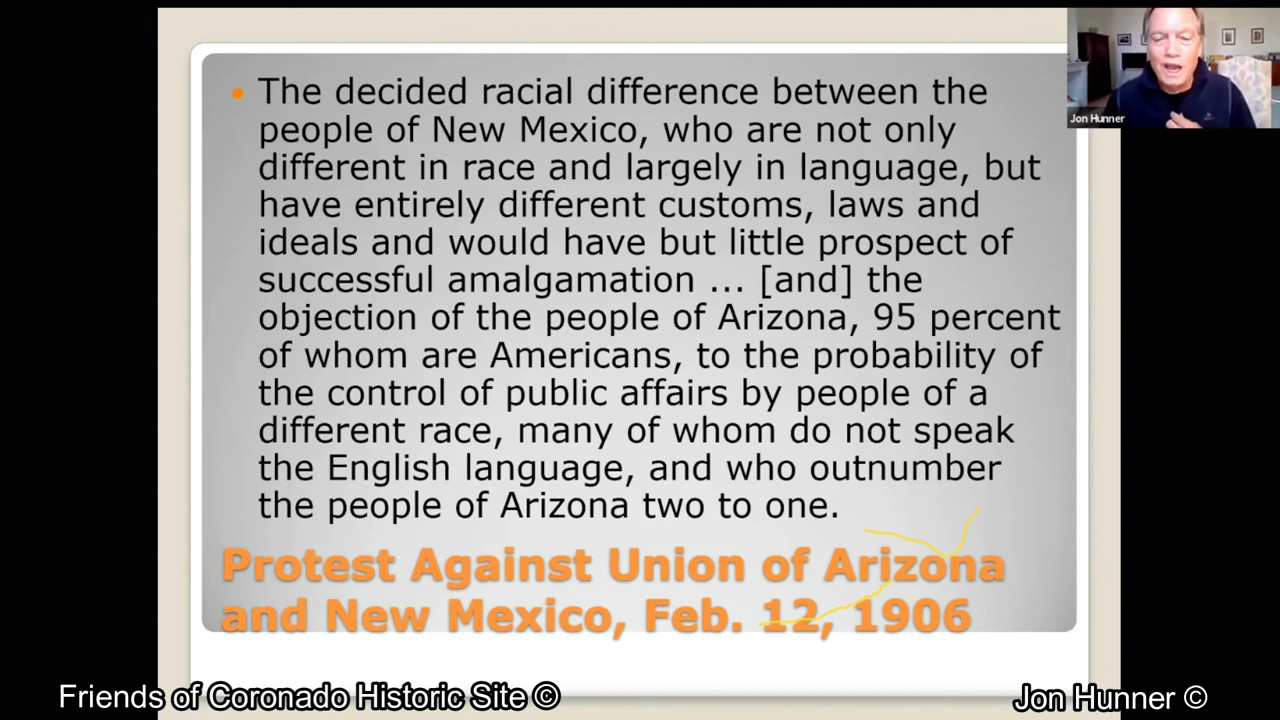 The decided racial difference between the
people of New Mexico, who are not only
different in race and largely in language, but
have entirely different customs, laws and
ideals and would have but little prospect of
successful amalgamation ... [and] the
objection of the people of Arizona, 95 percent
of whom are Americans, to the probability of
the control of public affairs by people of a
different race, many of whom do not speak
the English language, and who outnumber
the people of Arizona two to one.
Protest Against Union of Arizona
and New Mexico, Feb. 12, 1906
Jon Hunner
Friends of Coronado Historic Site ©
Jon Hunner ©